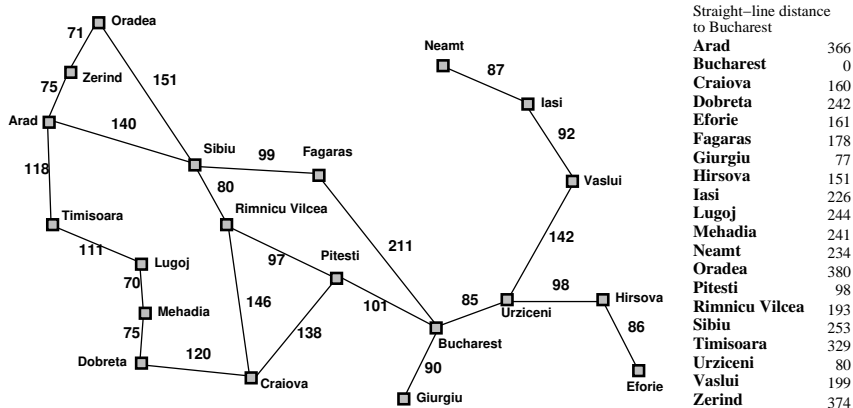 Oradea
71
Zerind
75
151
Arad
140
118
Sibiu
99
Fagaras
80
Timisoara
Rimnicu Vilcea
111
Lugoj
97
Pitesti
211
70
Mehadia
146
101
75
138
Dobreta
120
Craiova
Bucharest
90
Giurgiu
85
Urziceni
98
Hirsova
86
Eforie
142
Vaslui
92
Iasi
87
Neamt
Straight−line distance
to Bucharest
Arad 366
Bucharest 0
Craiova 160
Dobreta 242
Eforie 161
Fagaras 178
Giurgiu 77
Hirsova 151
Iasi 226
Lugoj 244
Mehadia 241
Neamt 234
Oradea 380
Pitesti 98
Rimnicu Vilcea 193
Sibiu 253
Timisoara 329
Urziceni 80
Vaslui 199
Zerind 374